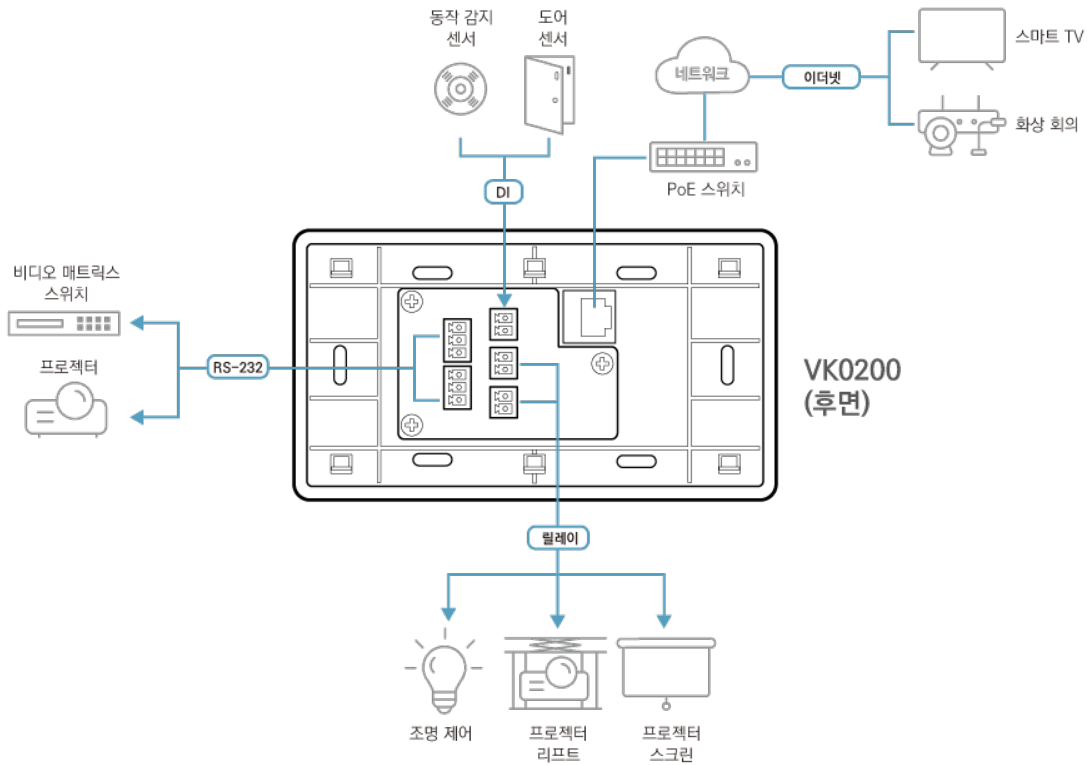 동작 감지
센서
도어
센서
네트워크
이더넷
스마트 TV
화상 회의
PoE 스위치
DI
비디오 매트릭스
스위치
프로젝터
RS-232
VK0200
(후면)
릴레이
조명 제어
프로젝터
리프트
프로젝터
스크린